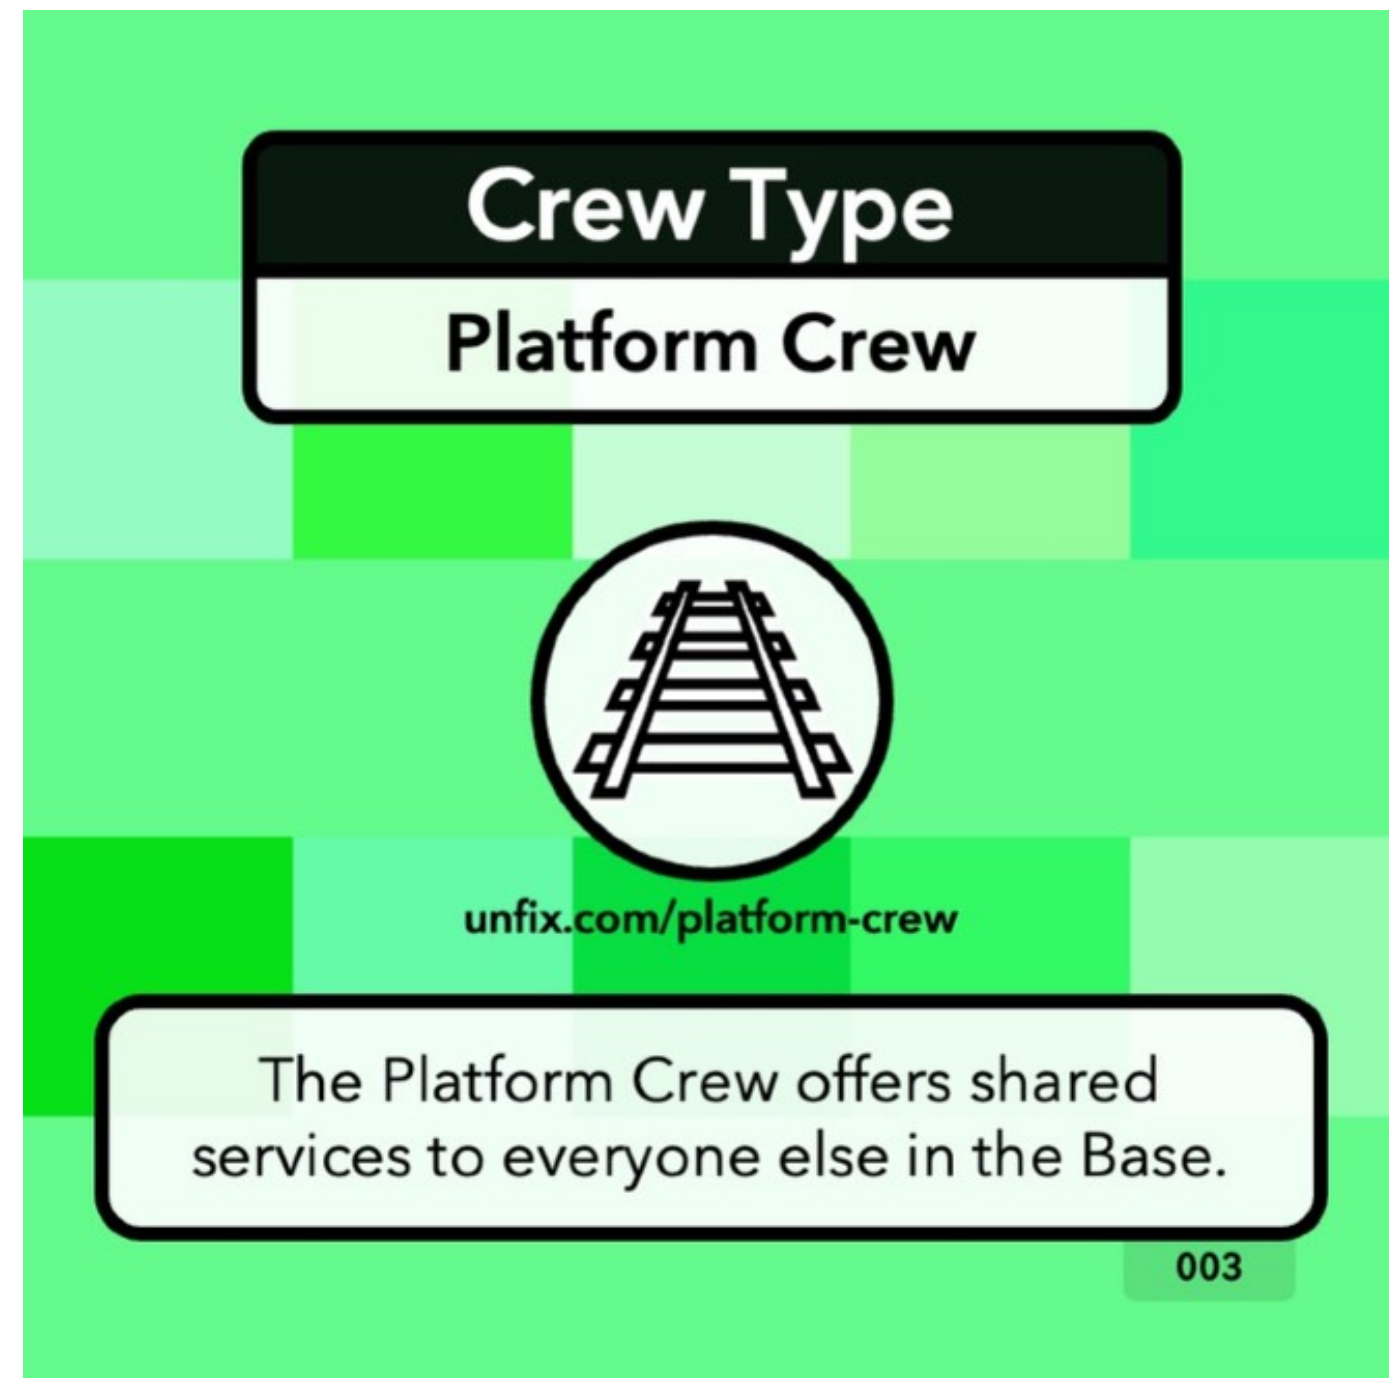 Crew Type
Platform Crew
unfix.com/platform-crew
The Platform Crew offers shared
services to everyone else in the Base.
003